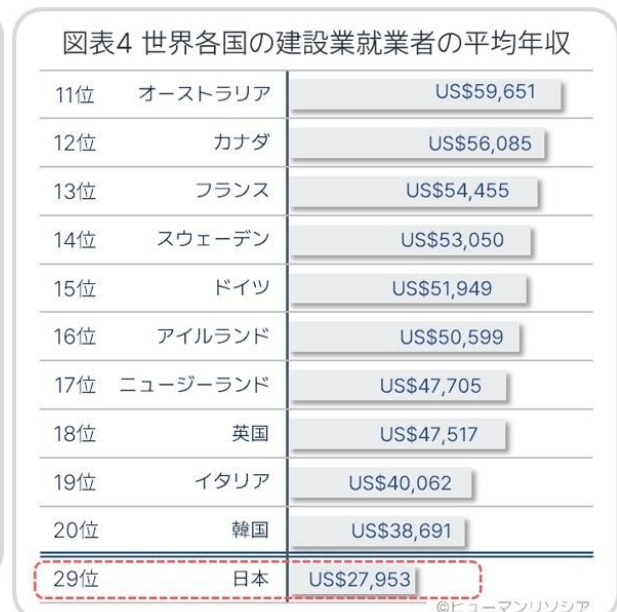 図表4 世界各国の建設業就業者の平均年収
11位 オーストラリア US$59,651
12位 カナダ US$56,085
13位 フランス US$54,455
14位 スウェーデン US$53,050
15位 ドイツ US$51,949
16位 アイルランド US$50,599
17位 ニュージーランド US$47,705
18位 英国 US$47,517
19位 イタリア US$40,062
20位 韓国 US$38,691
29位 日本 US$27,953
©ヒューマンリソシア